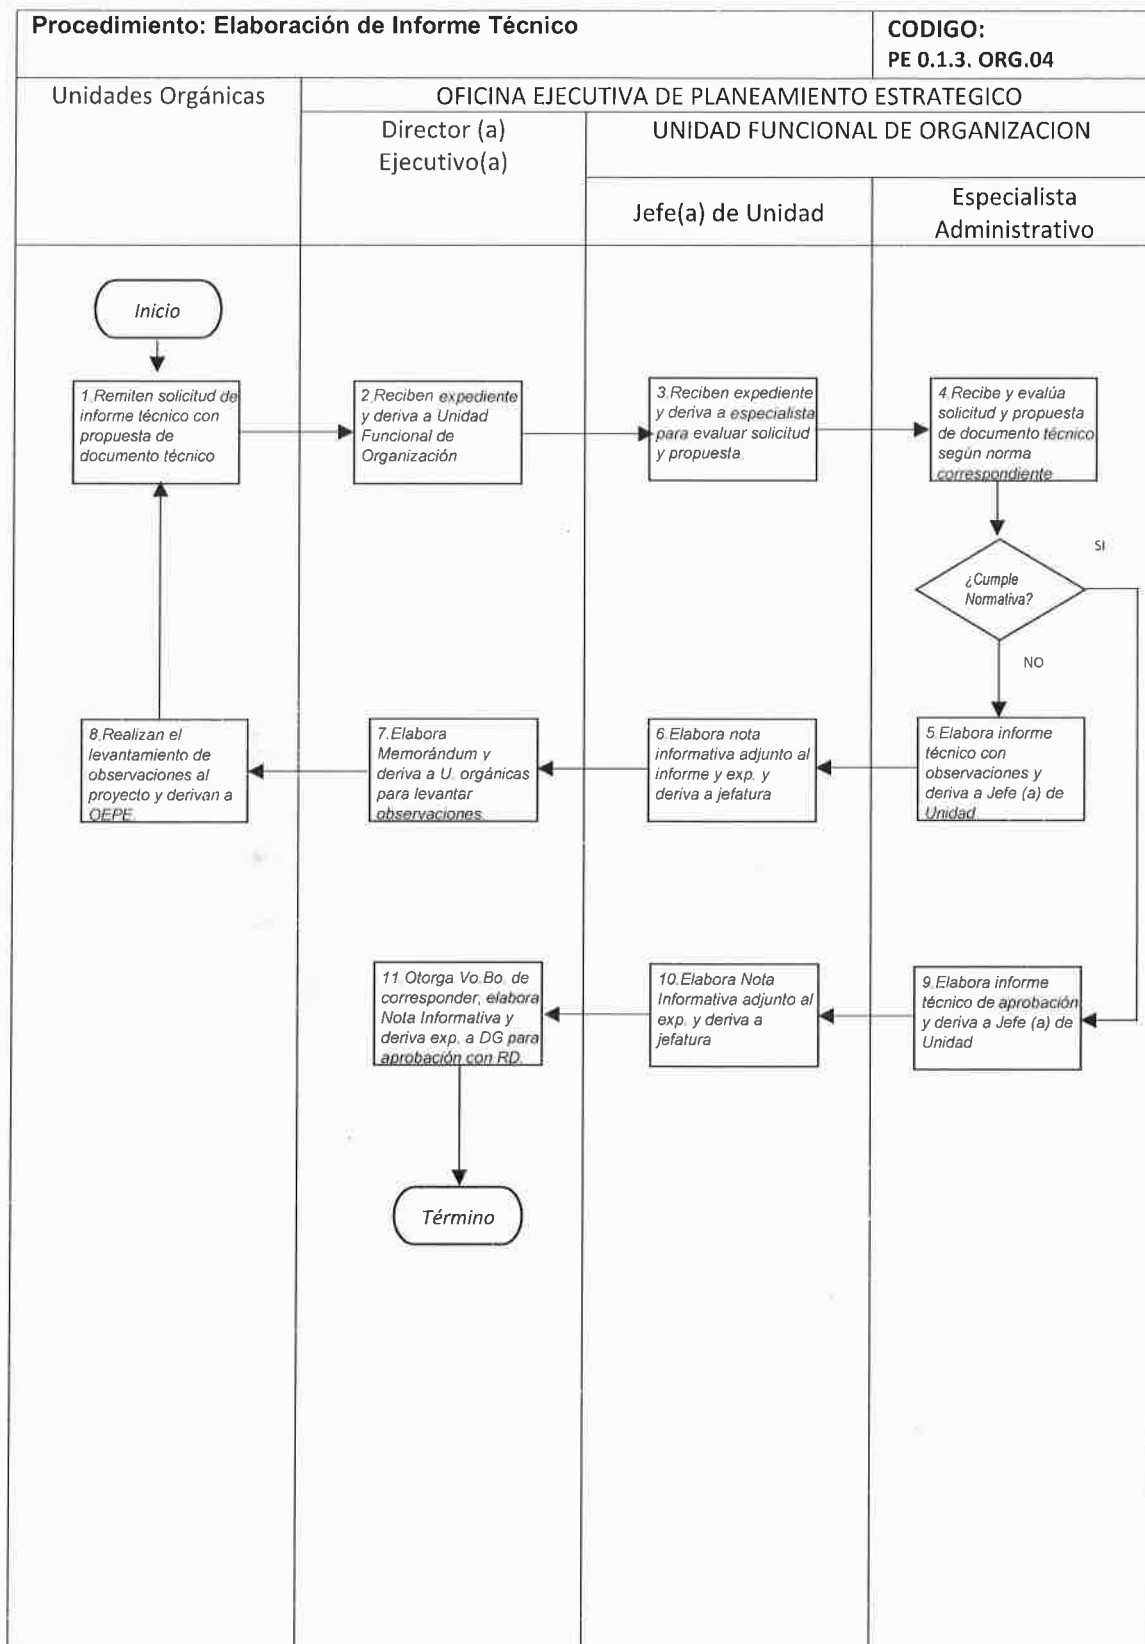 Procedimiento: Elaboración de Informe Técnico
CODIGO:
PE 0.1.3. ORG.04
Unidades Orgánicas
OFICINA EJECUTIVA DE PLANEAMIENTO ESTRATEGICO
Director (a)
Ejecutivo(a)
UNIDAD FUNCIONAL DE ORGANIZACION
Jefe(a) de Unidad
Especialista
Administrativo
Inicio
1.Remiten solicitud de
informe técnico con
propuesta de
documento técnico
2.Reciben expediente
y deriva a Unidad
Funcional de
Organización
3.Reciben expediente
y deriva a especialista
para evaluar solicitud
y propuesta.
4.Recibe y evalúa
solicitud y propuesta
de documento técnico
según norma
correspondiente
¿Cumple
Normativa?
SI
NO
8.Realizan el
levantamiento de
observaciones al
proyecto y derivan a
OEPE.
7.Elabora
Memorándum y
deriva a U. orgánicas
para levantar
observaciones.
6.Elabora nota
informativa adjunto al
informe y exp. y
deriva a jefatura
5.Elabora informe
técnico con
observaciones y
deriva a Jefe (a) de
Unidad
11.Otorga Vo.Bo. de
corresponder, elabora
Nota Informativa y
deriva exp. a DG para
aprobación con RD.
10.Elabora Nota
Informativa adjunto al
exp. y deriva a
jefatura
9.Elabora informe
técnico de aprobación
y deriva a Jefe (a) de
Unidad
Término